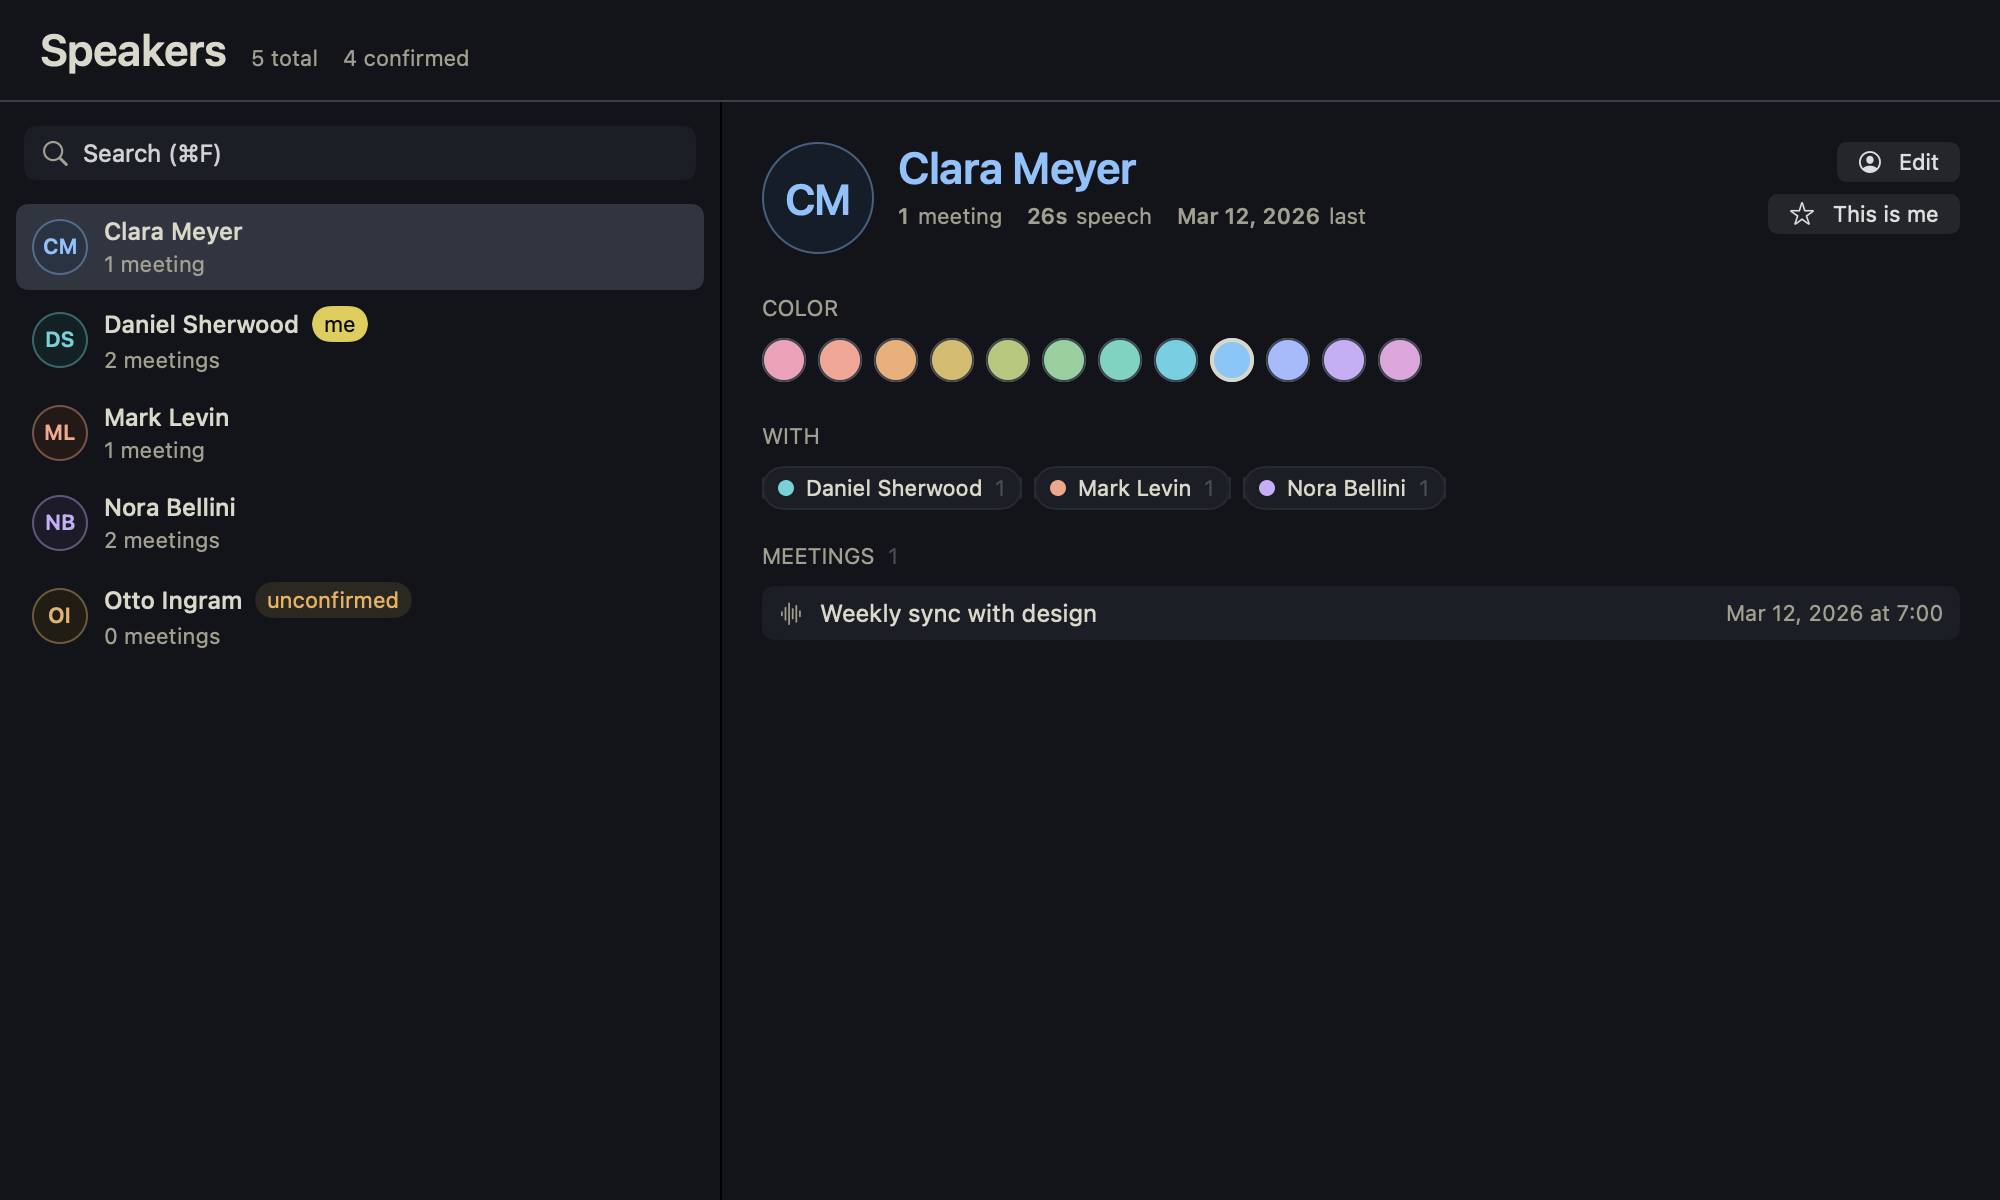 Speakers 5 total 4 confirmed
Search (⌘F)
CM
Clara Meyer
1 meeting
DS
Daniel Sherwood me
2 meetings
ML
Mark Levin
1 meeting
NB
Nora Bellini
2 meetings
OI
Otto Ingram unconfirmed
0 meetings
CM
Clara Meyer
1 meeting 26s speech Mar 12, 2026 last
Edit
This is me
COLOR
WITH
Daniel Sherwood 1 Mark Levin 1 Nora Bellini 1
MEETINGS 1
Weekly sync with design Mar 12, 2026 at 7:00